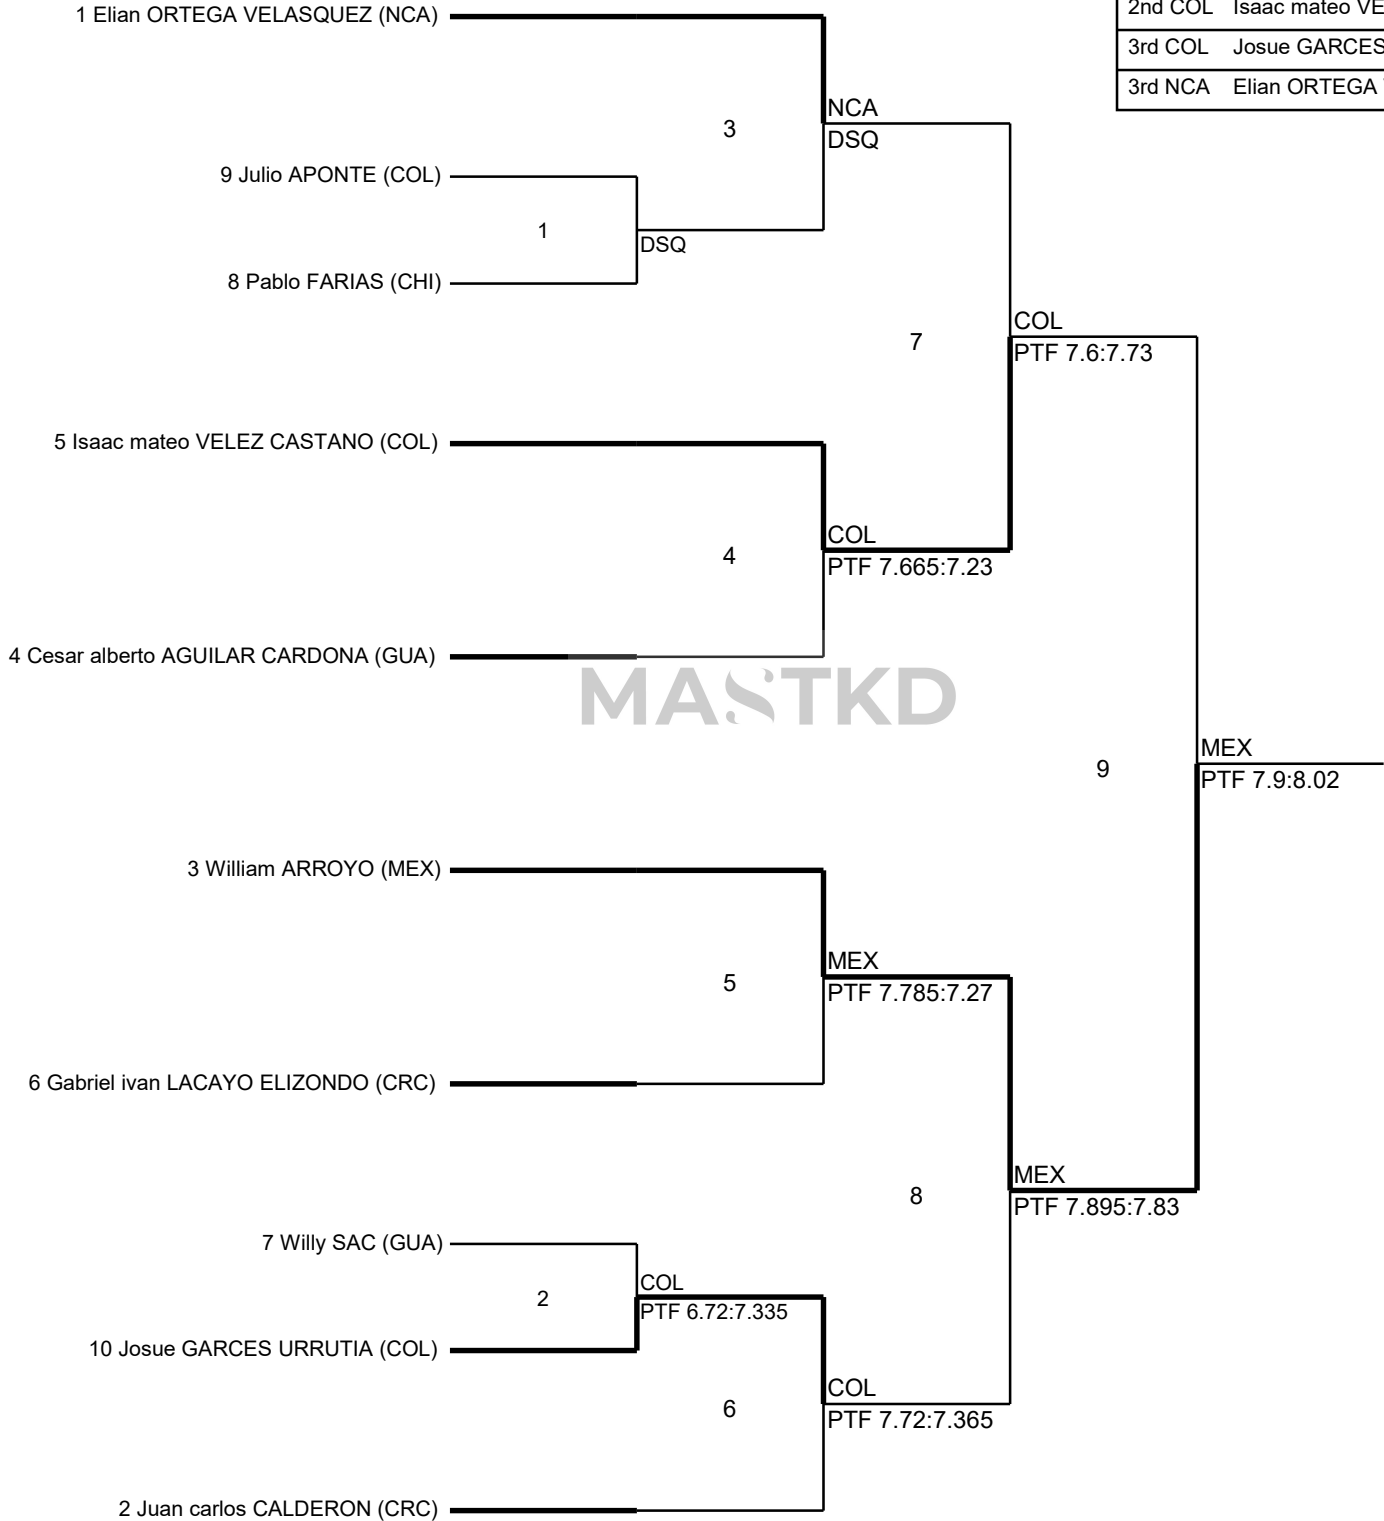 2nd COL Isaac mateo VE
1 Elian ORTEGA VELASQUEZ (NCA)
3rd COL Josue GARCES
3rd NCA Elian ORTEGA
NCA
3
DSQ
9 Julio APONTE (COL)
1
DSQ
8 Pablo FARIAS (CHI)
COL
7
PTF 7.6:7.73
5 Isaac mateo VELEZ CASTANO (COL)
COL
4
PTF 7.665:7.23
4 Cesar alberto AGUILAR CARDONA (GUA)
MASTKD
MEX
9
PTF 7.9:8.02
3 William ARROYO (MEX)
MEX
5
PTF 7.785:7.27
6 Gabriel ivan LACAYO ELIZONDO (CRC)
MEX
8
PTF 7.895:7.83
7 Willy SAC (GUA)
COL
2
PTF 6.72:7.335
10 Josue GARCES URRUTIA (COL)
COL
6
PTF 7.72:7.365
2 Juan carlos CALDERON (CRC)